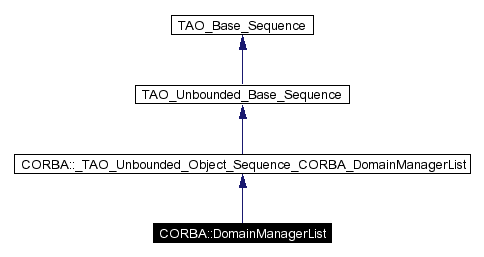 TAO_Base_Sequence
TAO_Unbounded_Base_Sequence
CORBA::_TAO_Unbounded_Object_Sequence_CORBA_DomainManagerList
CORBA::DomainManagerList